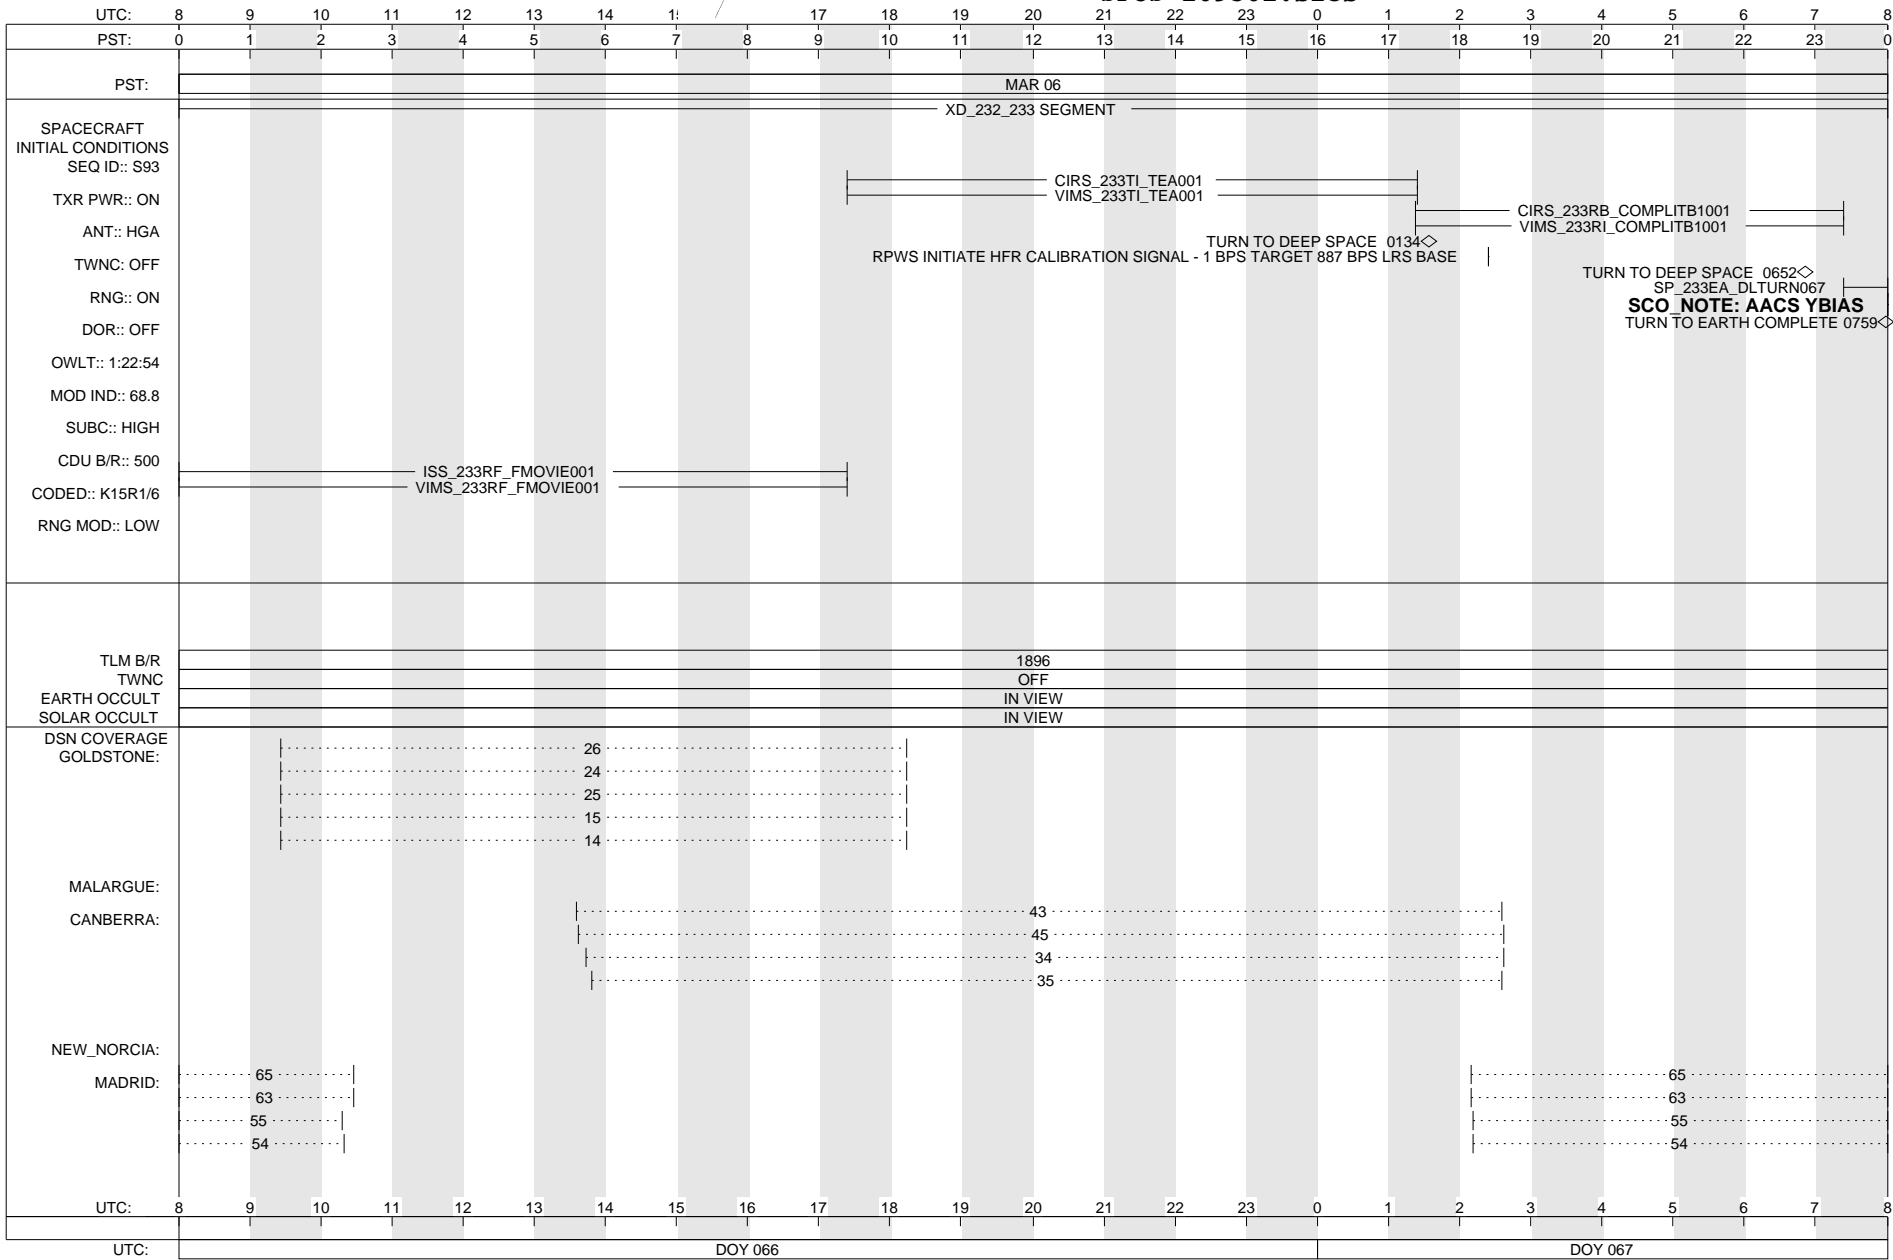 UTC: 8 9 10 11 12 13 14 17 18 19 20 21 22 23 0 1 2 3 4 5 6 7 8
PST: 0 1 2 3 4 5 6 7 8 9 10 11 12 13 14 15 16 17 18 19 20 21 22 23 0
PST: MAR 06
XD_232_233 SEGMENT
SPACECRAFT
INITIAL CONDITIONS
SEQ ID:: S93
CIRS_233TI_TEA001
VIMS_233TI_TEA001
TXR PWR:: ON
CIRS_233RB_COMPLITB1001
VIMS_233RI_COMPLITB1001
ANT:: HGA
TURN TO DEEP SPACE 0134
RPWS INITIATE HFR CALIBRATION SIGNAL - 1 BPS TARGET 887 BPS LRS BASE
TWNC: OFF
TURN TO DEEP SPACE 0652
SP_233EA_DLTURN067
RNG:: ON
SCO_NOTE: AACS YBIAS
TURN TO EARTH COMPLETE 0759
DOR:: OFF
OWLT:: 1:22:54
MOD IND:: 68.8
SUBC:: HIGH
CDU B/R:: 500
ISS_233RF_FMOVIE001
VIMS_233RF_FMOVIE001
CODED:: K15R1/6
RNG MOD:: LOW
TLM B/R 1896
TWNC OFF
EARTH OCCULT IN VIEW
SOLAR OCCULT IN VIEW
DSN COVERAGE
GOLDSTONE:
26
24
25
15
14
MALARGUE:
CANBERRA:
43
45
34
35
NEW_NORCIA:
MADRID:
65 65
63 63
55 55
54 54
UTC: 8 9 10 11 12 13 14 15 16 17 18 19 20 21 22 23 0 1 2 3 4 5 6 7 8
UTC: DOY 066 DOY 067